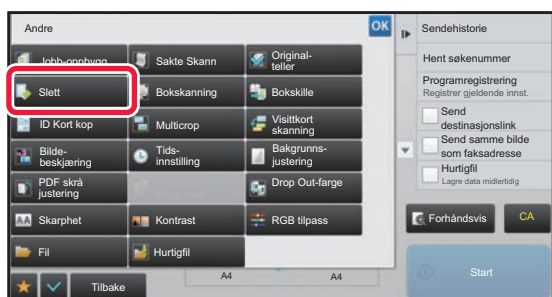 Andre
OK
Jobb-oppbygg
Sakte Skann
Original-
teller
Slett
Bokskanning
Bokskille
ID Kort kop
Multicrop
Visittkort
skanning
Bilde-
beskjæring
Tids-
innstilling
Bakgrunns-
justering
PDF skrå
justering
Drop Out-farge
Skarphet
Kontrast
RGB tilpass
Fil
Hurtigfil
Tilbake
A4
A4
Sendehistorie
Hent søkenummer
Programregistrering
Registrer gjeldende innst.
Send
destinasjonslink
Send samme bilde
som faksadresse
Hurtigfil
Lagre data midlertidig
Forhåndsvis
CA
Start